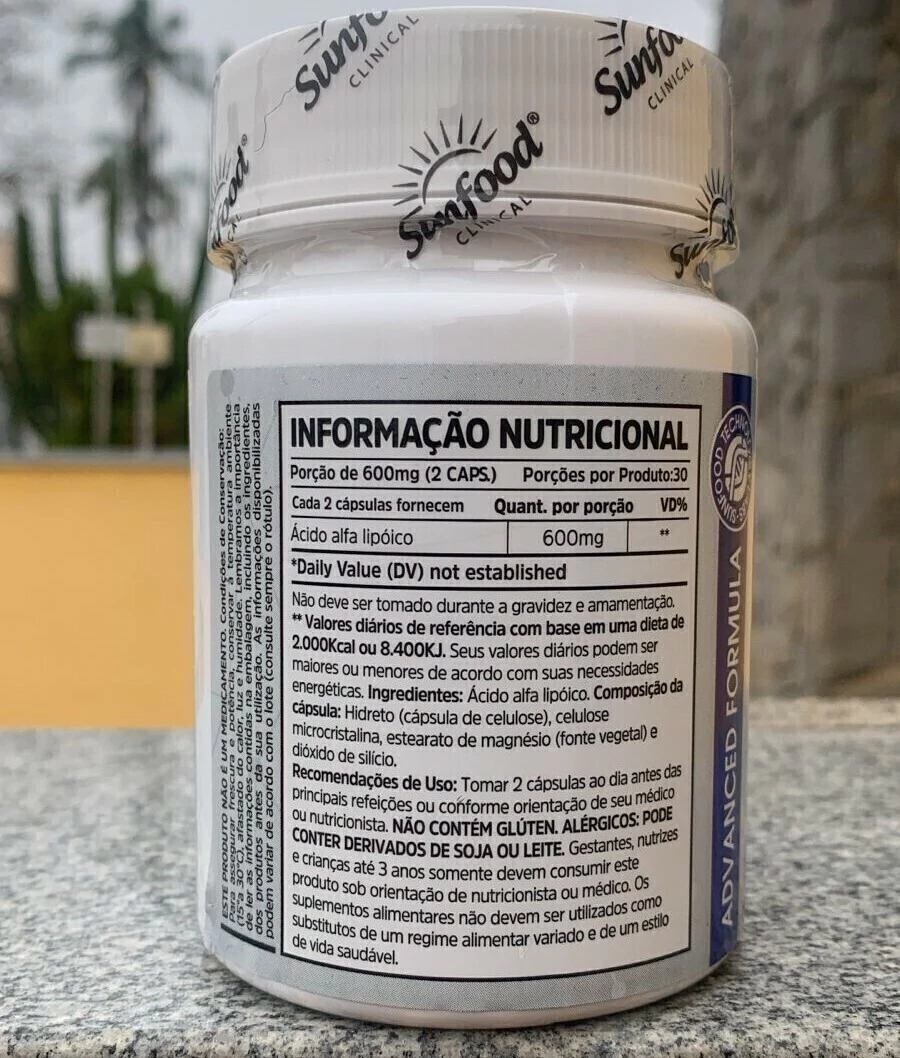 Sunfood
CLINICAL
Sunfood
CLINICAL
Sunfood®
CLINICAL
INFORMAÇÃO NUTRICIONAL
Porção de 600mg (2 CAPS.) Porções por Produto:30
Cada 2 cápsulas fornecem Quant. por porção VD%
Ácido alfa lipóico 600mg **
*Daily Value (DV) not established
Não deve ser tomado durante a gravidez e amamentação.
** Valores diários de referência com base em uma dieta de
2.000Kcal ou 8.400KJ. Seus valores diários podem ser
maiores ou menores de acordo com suas necessidades
energéticas. Ingredientes: Ácido alfa lipóico. Composição da
cápsula: Hidreto (cápsula de celulose), celulose
microcristalina, estearato de magnésio (fonte vegetal) e
dióxido de silício.
Recomendações de Uso: Tomar 2 cápsulas ao dia antes das
principais refeições ou conforme orientação de seu médico
ou nutricionista. NÃO CONTÉM GLÚTEN. ALÉRGICOS: PODE
CONTER DERIVADOS DE SOJA OU LEITE. Gestantes, nutrizes
e crianças até 3 anos somente devem consumir este
produto sob orientação de nutricionista ou médico. Os
suplementos alimentares não devem ser utilizados como
substitutos de um regime alimentar variado e de um estilo
de vida saudável.
ESTE PRODUTO NÃO É UM MEDICAMENTO. Condições de Conservação:
Para assegurar frescura e potência, conservar à temperatura ambiente
(15°a 30°C), afastado do calor, luz e humidade. Lembramos a importância
de ler as informações contidas na embalagem, incluindo os ingredientes,
dos produtos antes da sua utilização. As informações disponibilizadas
podem variar de acordo com o lote (consulte sempre o rótulo).
ADVANCED FORMULA